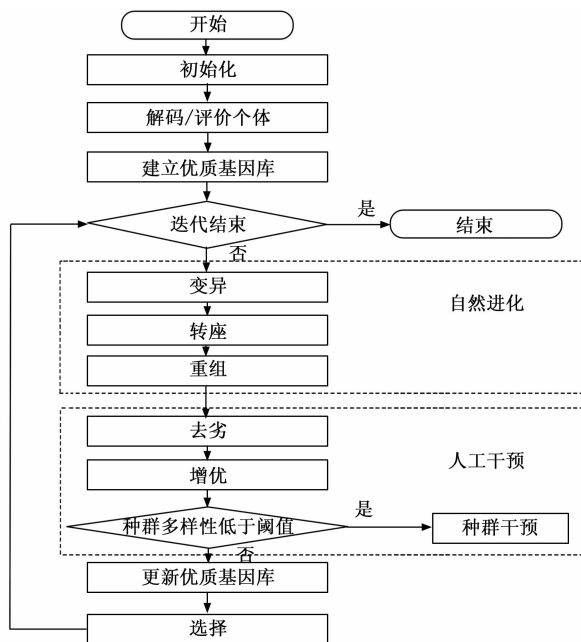 开始
初始化
解码/评价个体
建立优质基因库
迭代结束
是
结束
否
变异
自然进化
转座
重组
去劣
人工干预
增优
是
种群多样性低于阈值
种群干预
否
更新优质基因库
选择